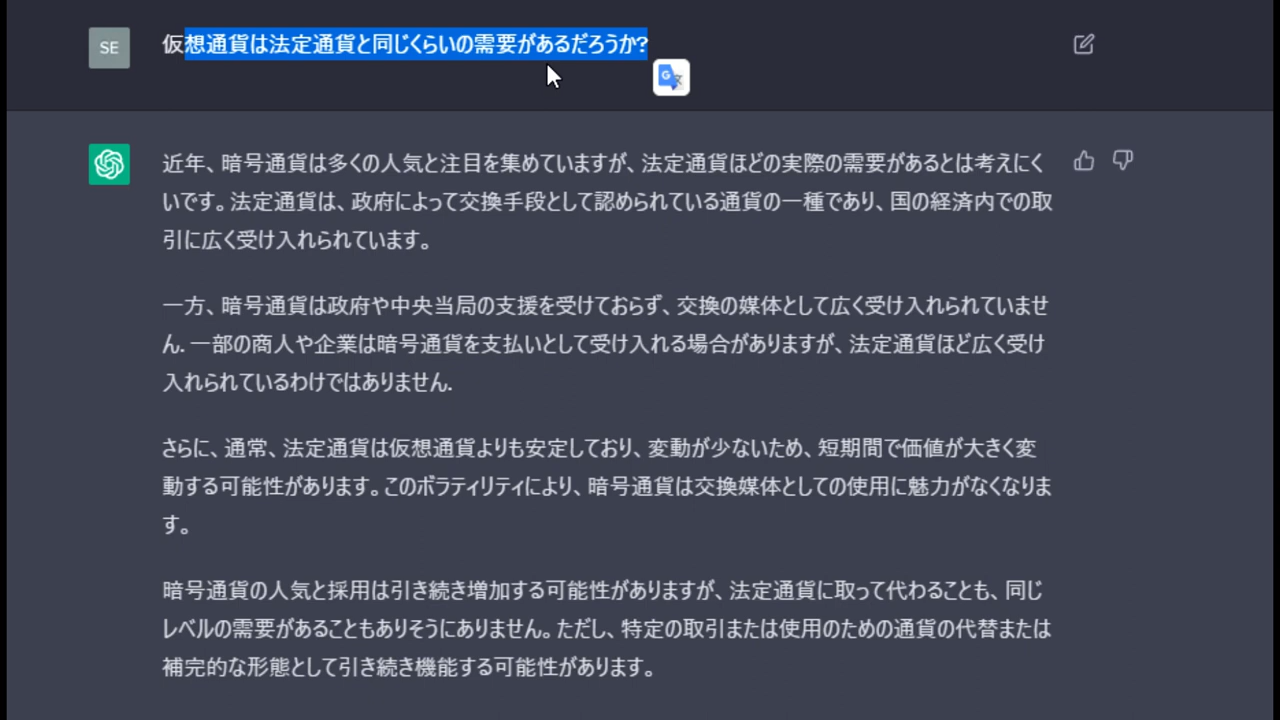 SE
仮想通貨は法定通貨と同じくらいの需要があるだろうか?
近年、暗号通貨は多くの人気と注目を集めていますが、法定通貨ほどの実際の需要があるとは考えにく
いです。法定通貨は、政府によって交換手段として認められている通貨の一種であり、国の経済内での取
引に広く受け入れられています。
一方、暗号通貨は政府や中央当局の支援を受けておらず、交換の媒体として広く受け入れられていませ
ん. 一部の商人や企業は暗号通貨を支払いとして受け入れる場合がありますが、法定通貨ほど広く受け
入れられているわけではありません.
さらに、通常、法定通貨は仮想通貨よりも安定しており、変動が少ないため、短期間で価値が大きく変
動する可能性があります。このボラティリティにより、暗号通貨は交換媒体としての使用に魅力がなくなりま
す。
暗号通貨の人気と採用は引き続き増加する可能性がありますが、法定通貨に取って代わることも、同じ
レベルの需要があることもありそうにありません。ただし、特定の取引または使用のための通貨の代替または
補完的な形態として引き続き機能する可能性があります。